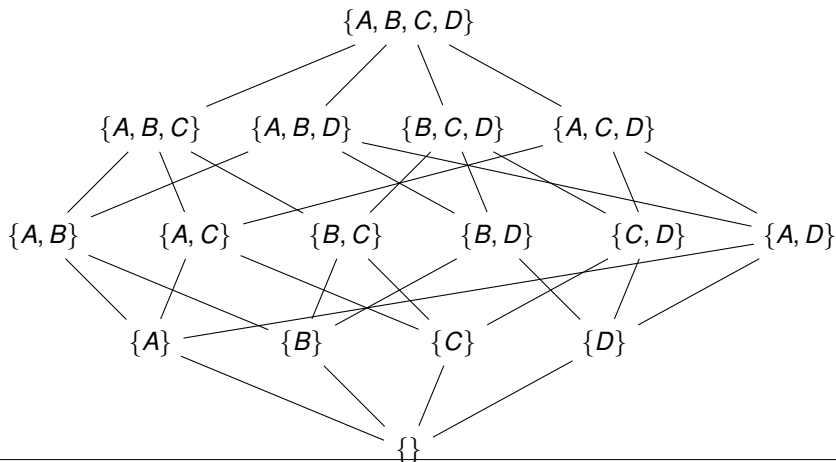 {A, B, C, D}
{A, B, C} {A, B, D} {B, C, D} {A, C, D}
{A, B} {A, C} {B, C} {B, D} {C, D} {A, D}
{A} {B} {C} {D}
{}